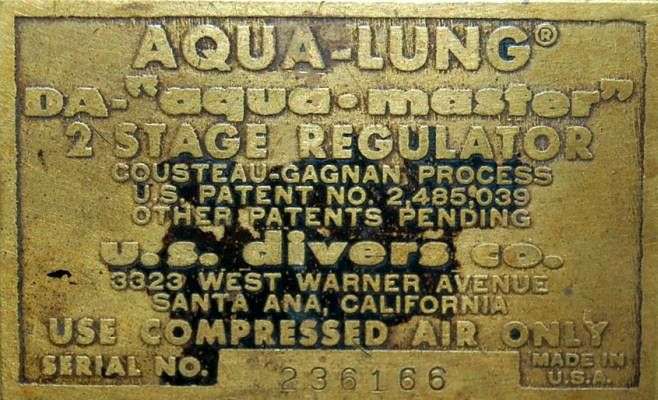 AQUA-LUNG®
DA-"aqua•master"
2 STAGE REGULATOR
COUSTEAU-GAGNAN PROCESS
U.S. PATENT NO. 2,485,039
OTHER PATENTS PENDING
u.s. divers co.
3323 WEST WARNER AVENUE
SANTA ANA, CALIFORNIA
USE COMPRESSED AIR ONLY
SERIAL NO. 236166 MADE IN
U.S.A.